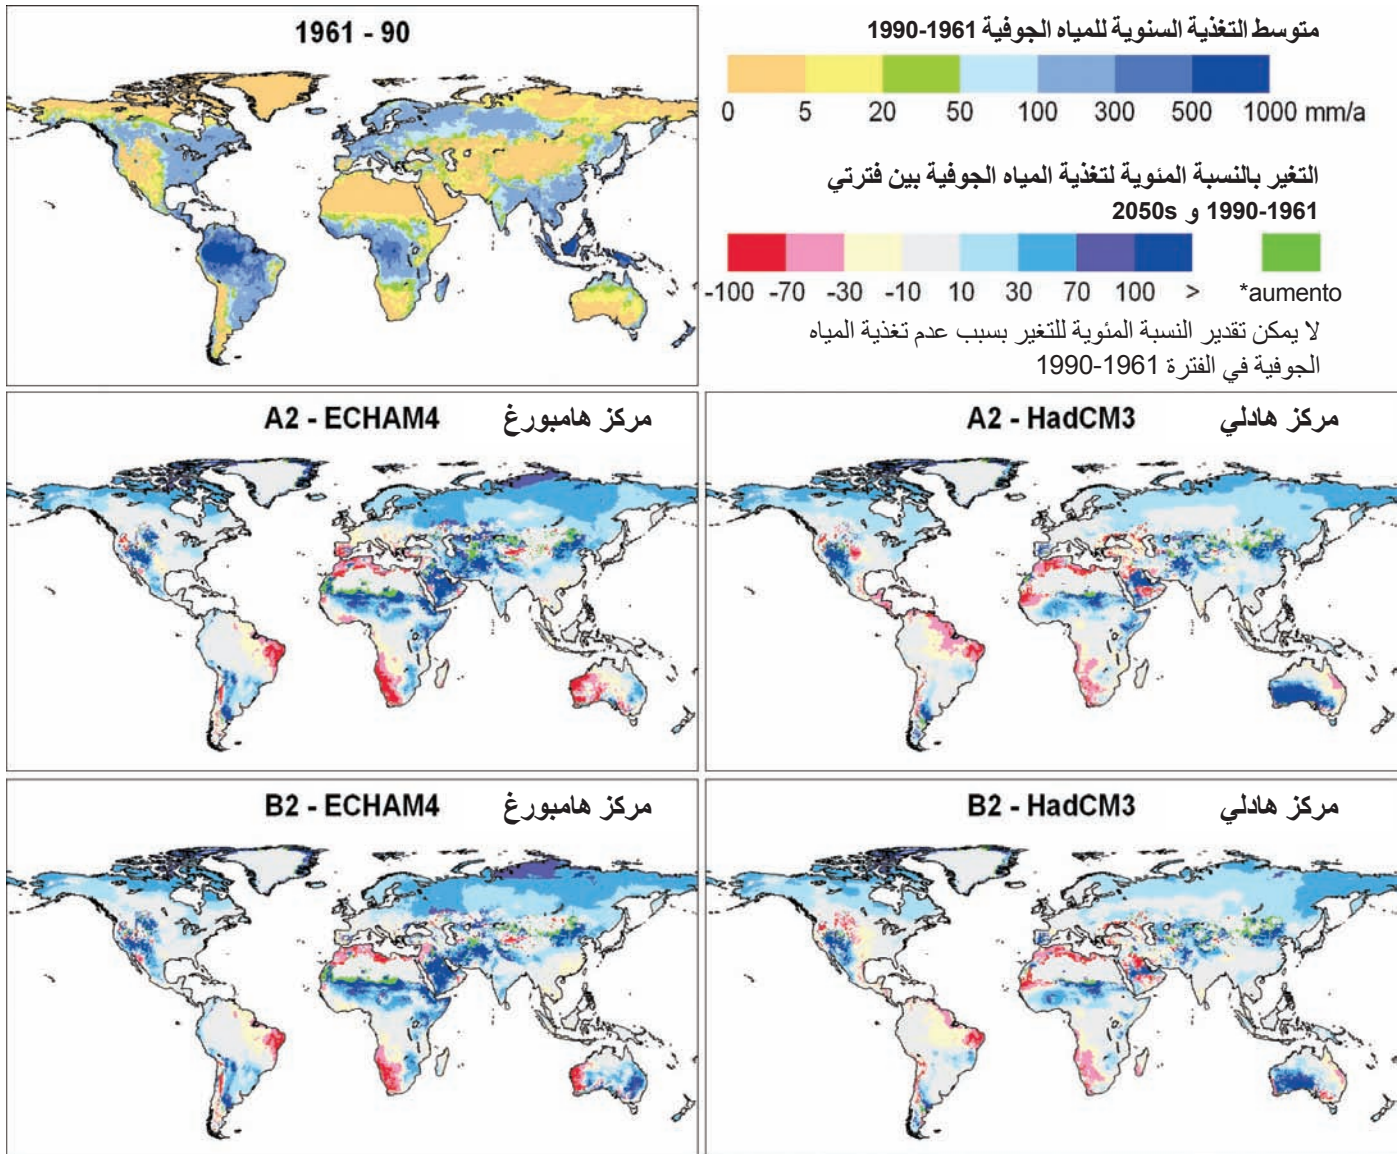 1961 - 90
متوسط التغذية السنوية للمياه الجوفية 1961-1990
0 5 20 50 100 300 500 1000 mm/a
التغير بالنسبة المئوية لتغذية المياه الجوفية بين فترتي
1961-1990 و 2050s
-100 -70 -30 -10 10 30 70 100 > *aumento
لا يمكن تقدير النسبة المئوية للتغير بسبب عدم تغذية المياه
الجوفية في الفترة 1961-1990
A2 - ECHAM4 مركز هامبورغ
A2 - HadCM3 مركز هادلي
B2 - ECHAM4 مركز هامبورغ
B2 - HadCM3 مركز هادلي